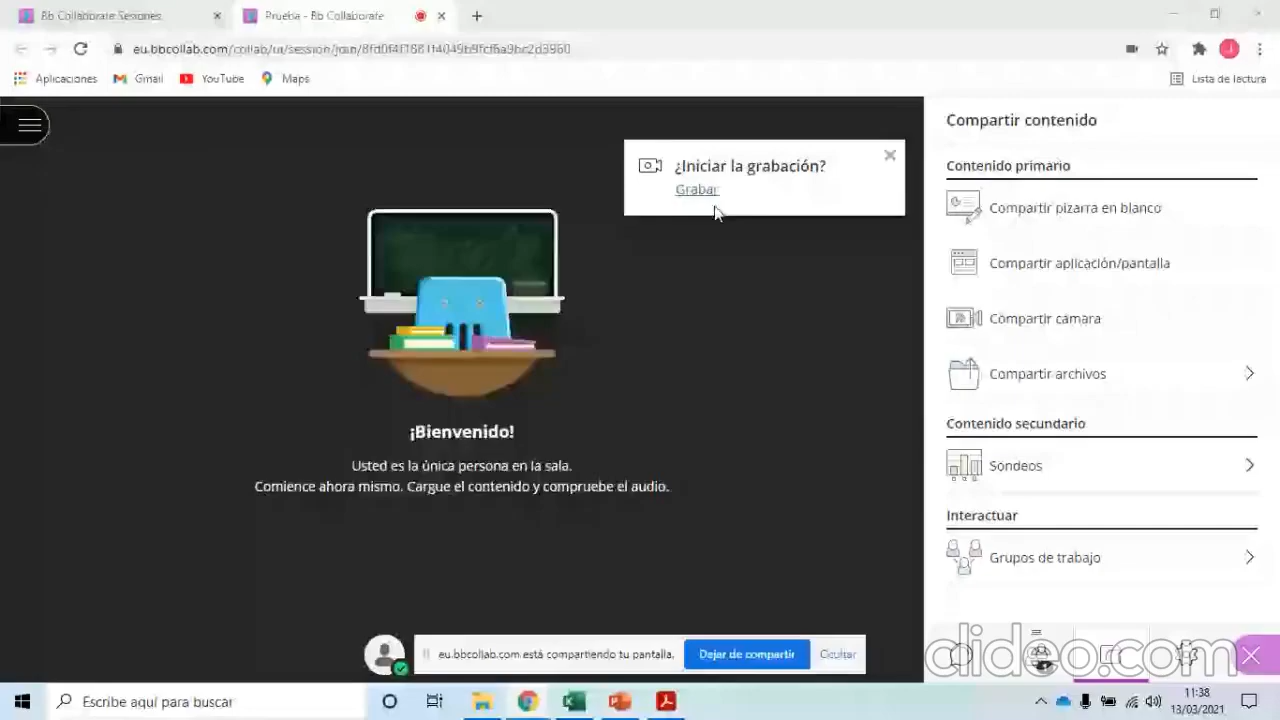 Bb Collaborate Sessions
Prueba - Bb Collaborate
eu.bbcollab.com/collab/ui/session/join/8fd0f4f1881f4049b9fcf6a9bc2d3960
Aplicaciones
Gmail
YouTube
Maps
Lista de lectura
Compartir contenido
¿Iniciar la grabación?
Grabar
Contenido primario
Compartir pizarra en blanco
Compartir aplicación/pantalla
Compartir cámara
Compartir archivos
¡Bienvenido!
Usted es la única persona en la sala.
Comience ahora mismo. Cargue el contenido y compruebe el audio.
Contenido secundario
Sondeos
Interactuar
Grupos de trabajo
eu.bbcollab.com está compartiendo tu pantalla.
Dejar de compartir
Ocultar
clideo.com
Escribe aquí para buscar
11:38
13/03/2021